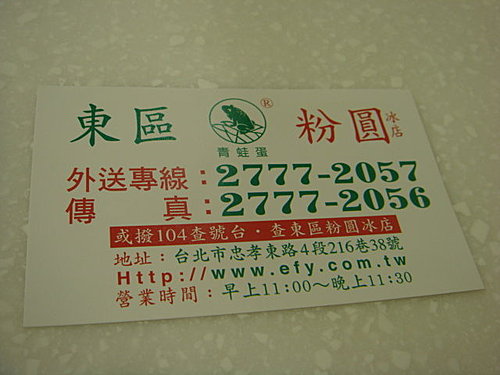 東區 ® 粉圓 冰店
青蛙蛋
外送專線：2777-2057
傳真：2777-2056
或撥104查號台·查東區粉圓冰店
地址：台北市忠孝東路4段216巷38號
Http://www.efy.com.tw
營業時間：早上11:00～晚上11:30